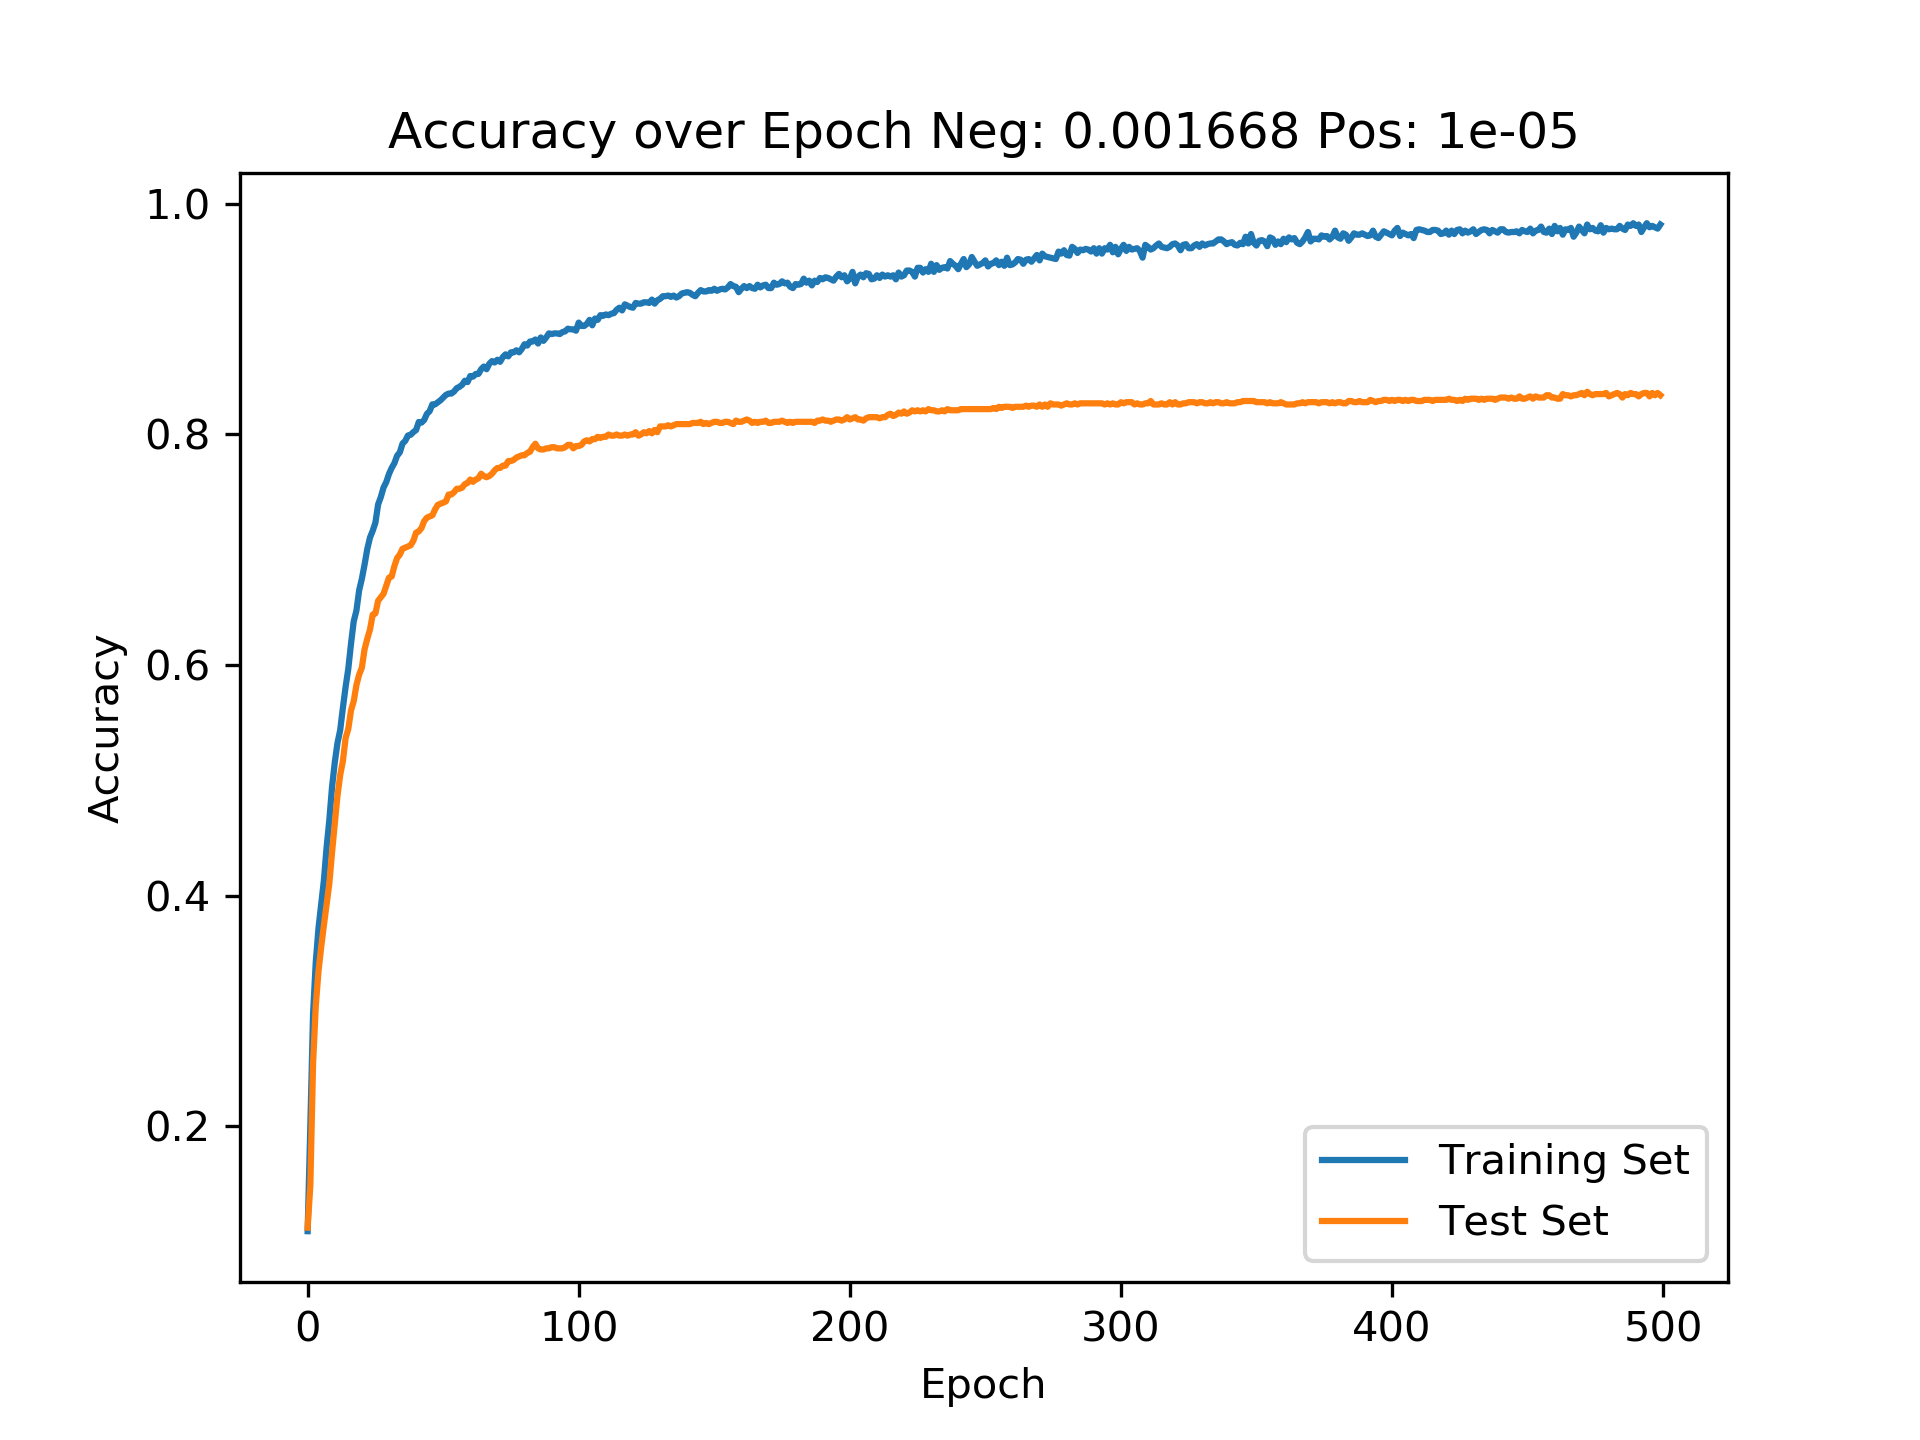 Accuracy over Epoch Neg: 0.001668 Pos: 1e-05
1.0
0.8
0.6
0.4
0.2
Accuracy
Training Set
Test Set
0 100 200 300 400 500
Epoch